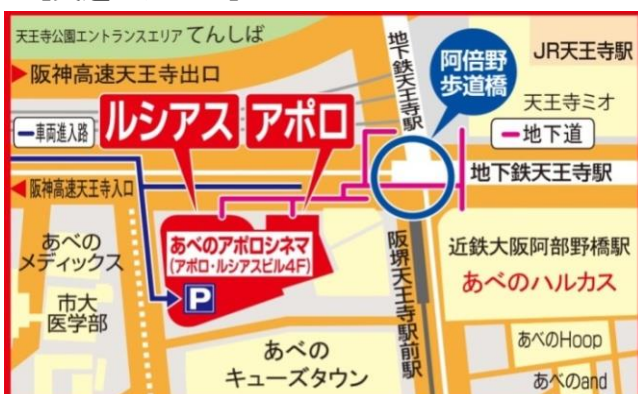 天王寺公園エントランスエリア てんしば
阪神高速天王寺出口
車両進入路
ルシアス
アポロ
地下鉄天王寺駅
阿倍野
歩道橋
JR天王寺駅
天王寺ミオ
地下道
地下鉄天王寺駅
阪神高速天王寺入口
あべの
メディックス
市大
医学部
あべのアポロシネマ
(アポロ・ルシアスビル4F)
P
あべの
キューズタウン
阪堺天王寺駅前駅
近鉄大阪阿部野橋駅
あべのハルカス
あべのHoop
あべのand